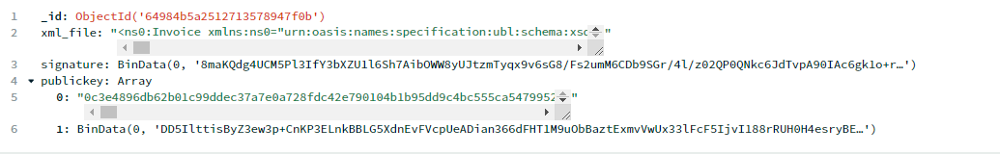 1 _id: ObjectId('64984b5a2512713578947f0b')
2 xml_file: "<ns0:Invoice xmlns:ns0="urn:oasis:names:specification:ubl:schema:xsd"
3 signature: BinData(0, '8maKQdg4UCM5Pl3IfY3bXZU1l6Sh7AibOWW8yUJtzmTyqx9v6sG8/Fs2umM6CDb9SGr/4l/z02QP0QNkc6JdTvpA90IAc6gk1o+r…')
4 publickey: Array
5 0: "0c3e4896db62b01c99ddec37a7e0a728fdc42e790104b1b95dd9c4bc555ca5479952"
6 1: BinData(0, 'DD5IlttisByZ3ew3p+CnKP3ELnkBBLG5XdnEvFVcpUeADian366dFHT1M9uObBaztExmvVwUx33lFcF5IjvI188rRUH0H4esryBE…')